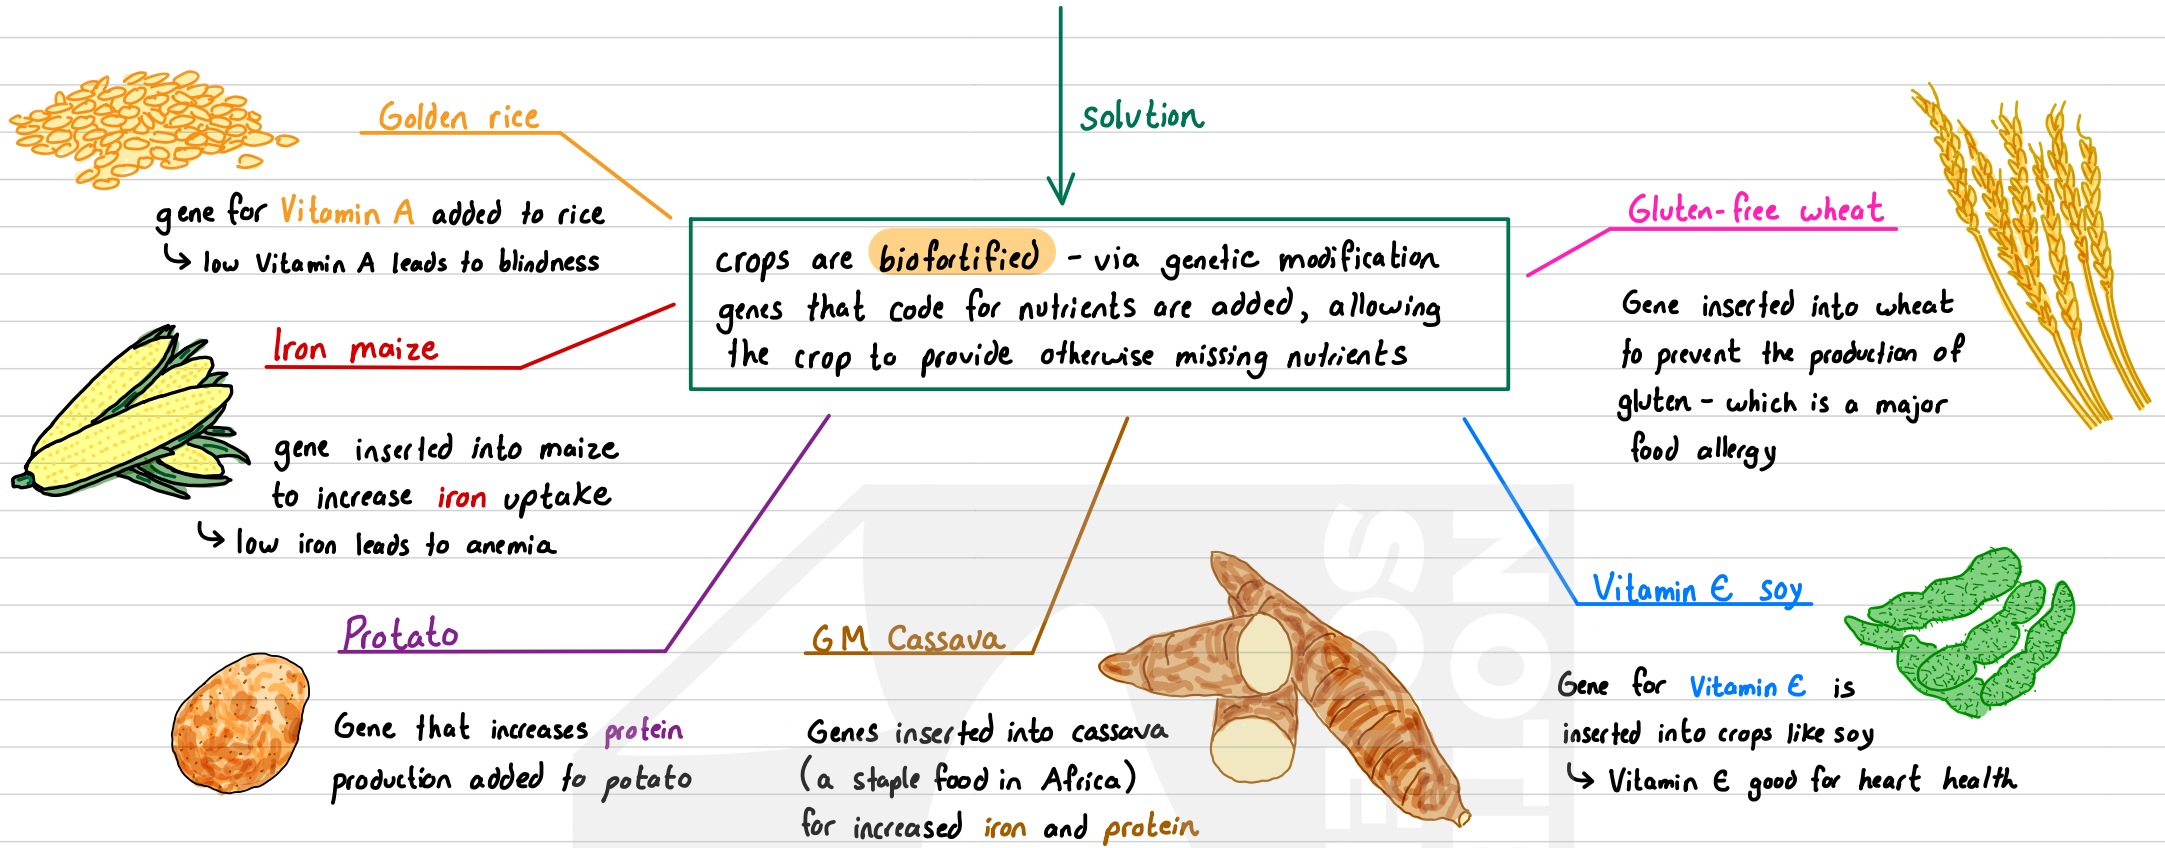 solution
Golden rice
gene for Vitamin A added to rice
↳ low Vitamin A leads to blindness
crops are biofortified - via genetic modification
genes that code for nutrients are added, allowing
the crop to provide otherwise missing nutrients
Gluten-free wheat
Gene inserted into wheat
to prevent the production of
gluten - which is a major
food allergy
Iron maize
gene inserted into maize
to increase iron uptake
↳ low iron leads to anemia
Protato
Gene that increases protein
production added to potato
GM Cassava
Genes inserted into cassava
(a staple food in Africa)
for increased iron and protein
Vitamin E soy
Gene for Vitamin E is
inserted into crops like soy
↳ Vitamin E good for heart health